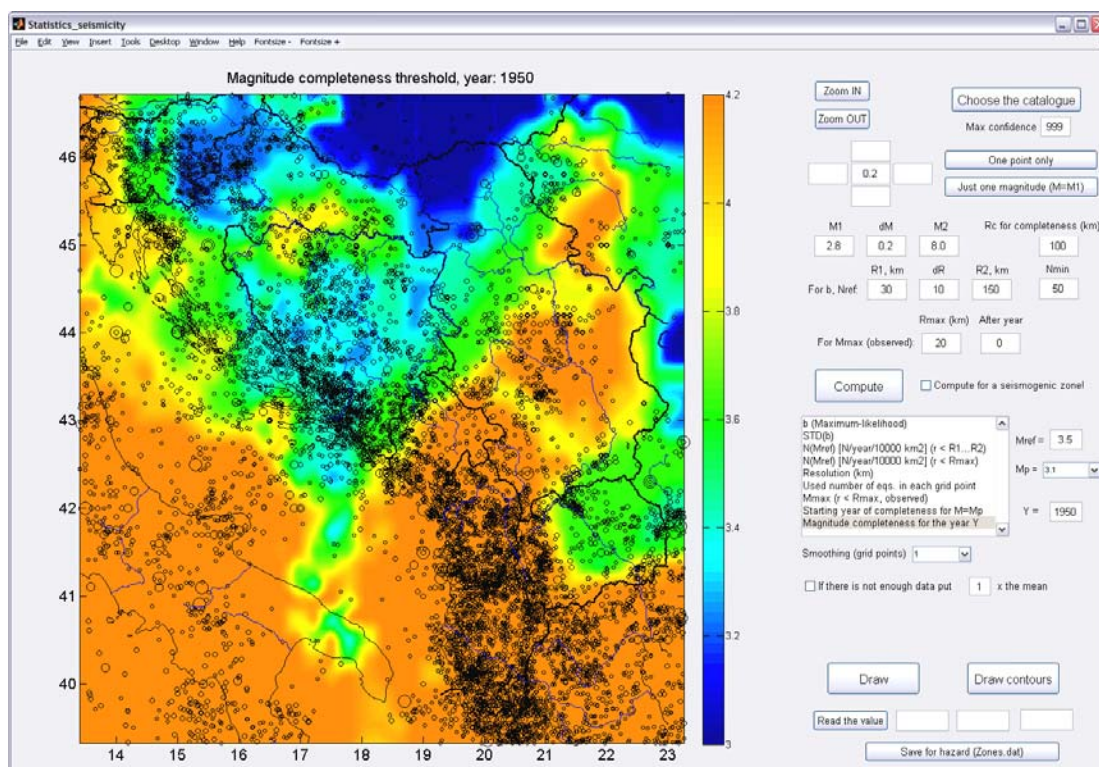 Statistics_seismicity
File Edit View Insert Tools Desktop Window Help Fontsize - Fontsize +
Magnitude completeness threshold, year: 1950
46
45
44
43
42
41
40
14 15 16 17 18 19 20 21 22 23
4.2
4
3.8
3.6
3.4
3.2
3
Zoom IN
Zoom OUT
Choose the catalogue
Max confidence 999
0.2
One point only
Just one magnitude (M=M1)
M1 dM M2 Rc for completeness (km)
2.8 0.2 8.0 100
R1, km dR R2, km Nmin
For b, Nref: 30 10 150 50
Rmax (km) After year
For Mmax (observed): 20 0
Compute
Compute for a seismogenic zone!
b (Maximum-likelihood)
STD(b)
N(Mref) [N/year/10000 km2] (r < R1...R2)
N(Mref) [N/year/10000 km2] (r < Rmax)
Resolution (km)
Used number of eqs. in each grid point
Mmax (r < Rmax, observed)
Starting year of completeness for M=Mp
Magnitude completeness for the year Y
Mref = 3.5
Mp = 3.1
Y = 1950
Smoothing (grid points) 1
If there is not enough data put 1 x the mean
Draw
Draw contours
Read the value
Save for hazard (Zones.dat)